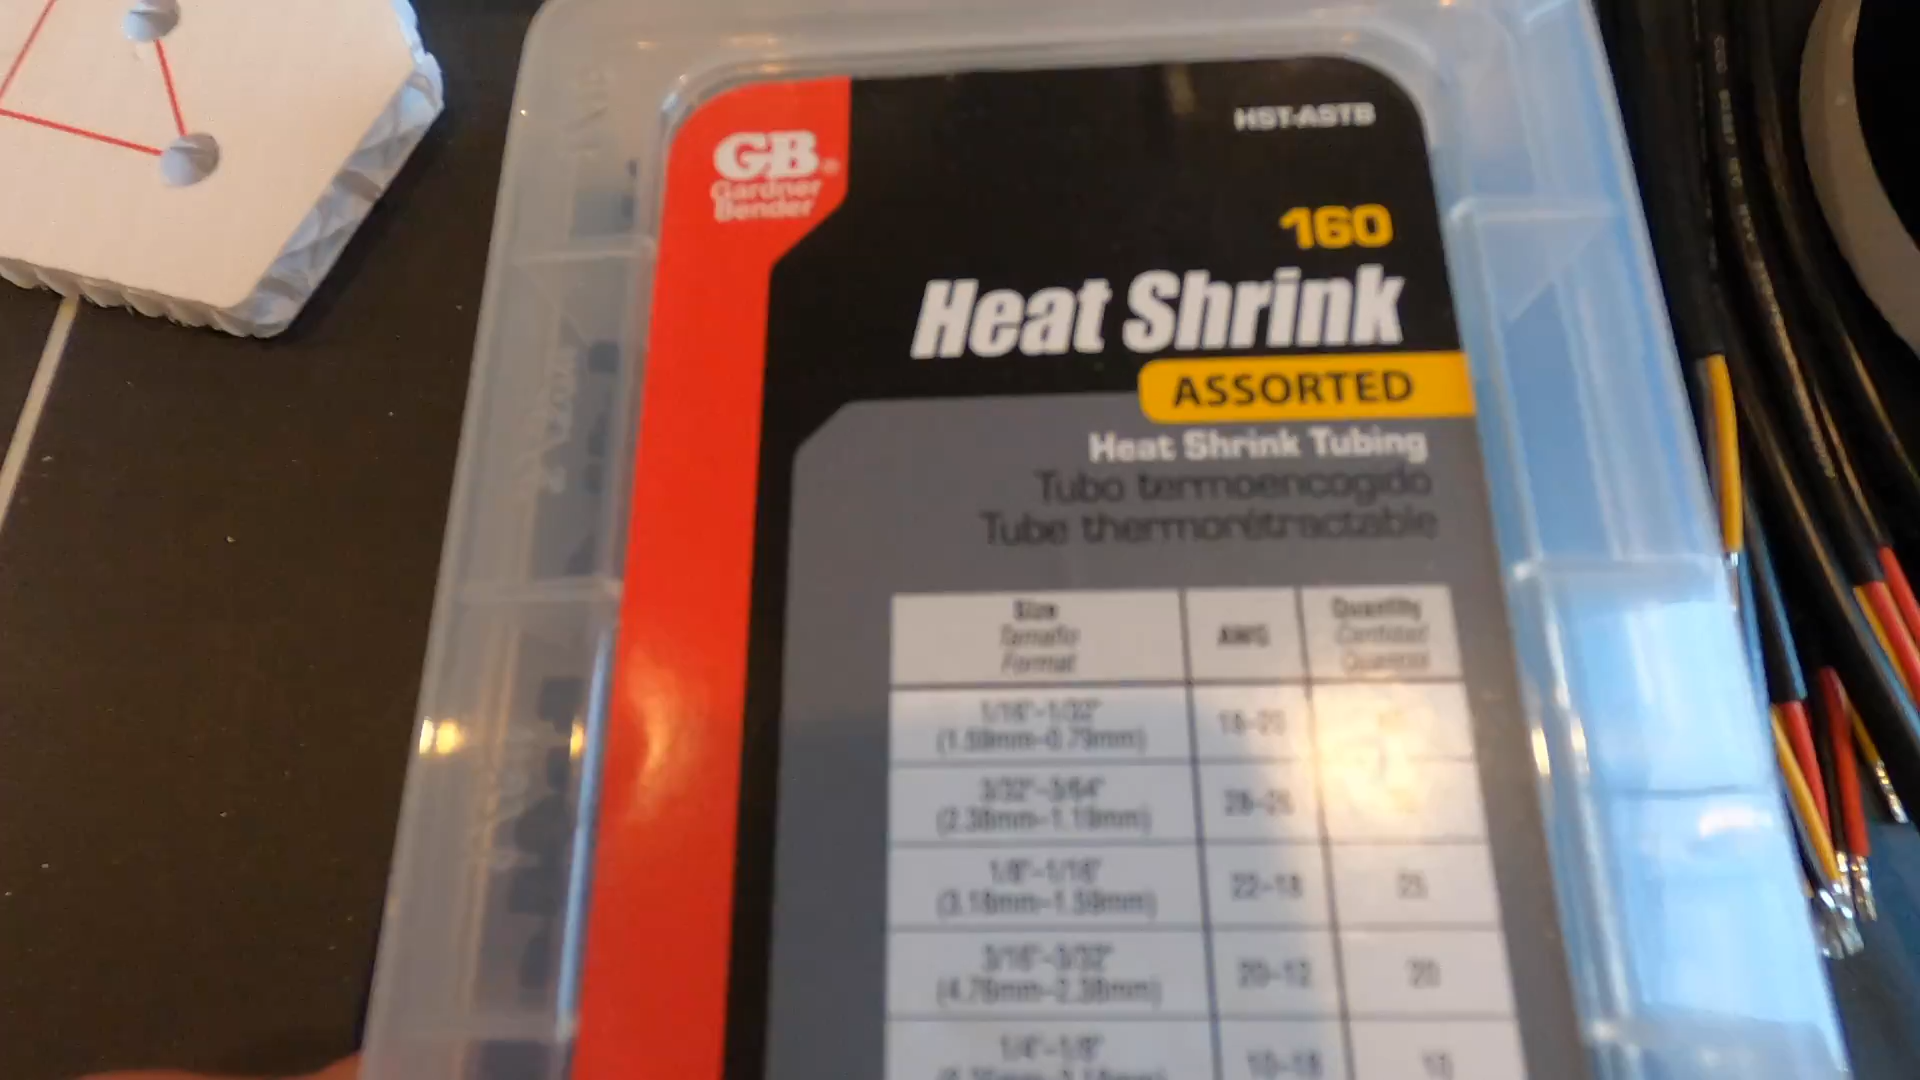 HST-ASTB
GB
Gardner
Bender
160
Heat Shrink
ASSORTED
Heat Shrink Tubing
Tubo termoencogido
Tube thermorétractable
Size
Tamaño
Format
AWG
Quantity
Cantidad
Quantité
1/16"-1/32"
(1.59mm-0.79mm)
3/32"-3/64"
(2.38mm-1.19mm)
1/8"-1/16"
(3.18mm-1.59mm)
22-18
25
3/16"-3/32"
(4.76mm-2.38mm)
20
1/4"-1/8"
10